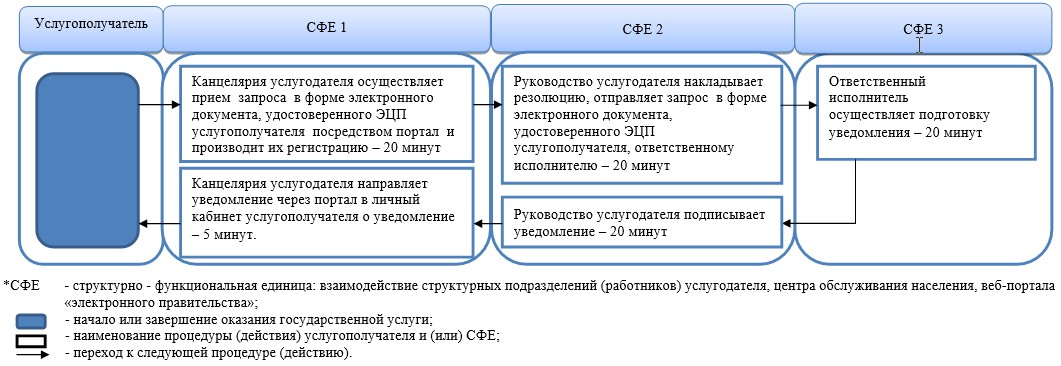 Услугополучатель
СФЕ 1
СФЕ 2
СФЕ 3
Канцелярия услугодателя осуществляет
прием запроса в форме электронного
документа, удостоверенного ЭЦП
услугополучателя посредством портал и
производит их регистрацию – 20 минут
Руководство услугодателя накладывает
резолюцию, отправляет запрос в форме
электронного документа,
удостоверенного ЭЦП
услугополучателя, ответственному
исполнителю – 20 минут
Ответственный
исполнитель
осуществляет подготовку
уведомления – 20 минут
Руководство услугодателя подписывает
уведомление – 20 минут
Канцелярия услугодателя направляет
уведомление через портал в личный
кабинет услугополучателя о уведомление
– 5 минут.
*СФЕ - структурно - функциональная единица: взаимодействие структурных подразделений (работников) услугодателя, центра обслуживания населения, веб-портала
«электронного правительства»;
- начало или завершение оказания государственной услуги;
- наименование процедуры (действия) услугополучателя и (или) СФЕ;
- переход к следующей процедуре (действию).